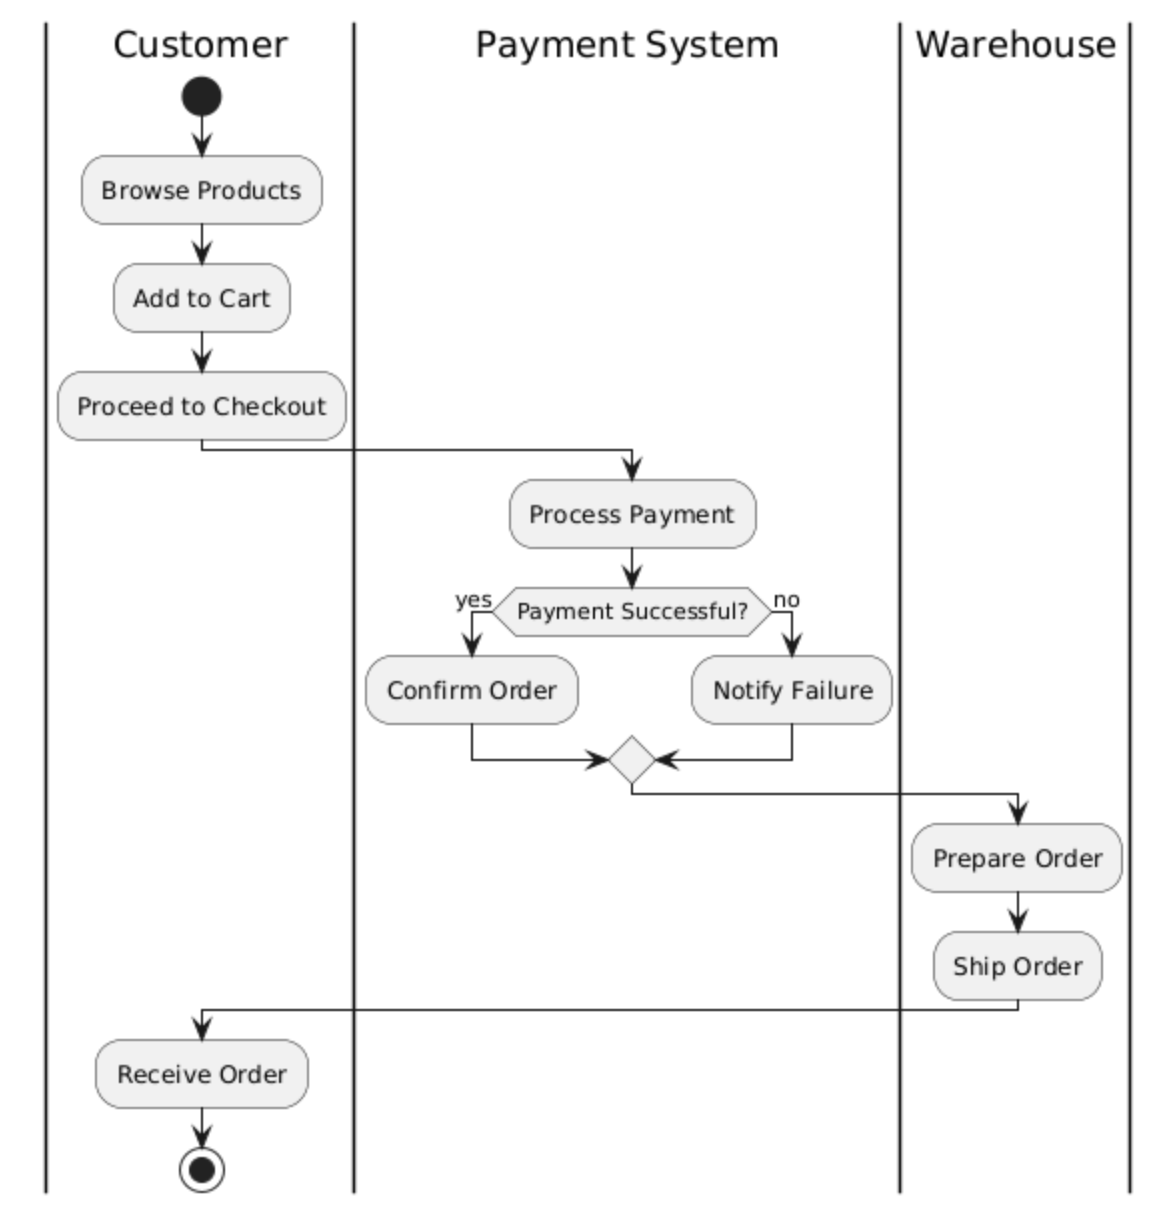 Customer
Payment System
Warehouse
Browse Products
Add to Cart
Proceed to Checkout
Process Payment
yes
Payment Successful?
no
Confirm Order
Notify Failure
Prepare Order
Ship Order
Receive Order